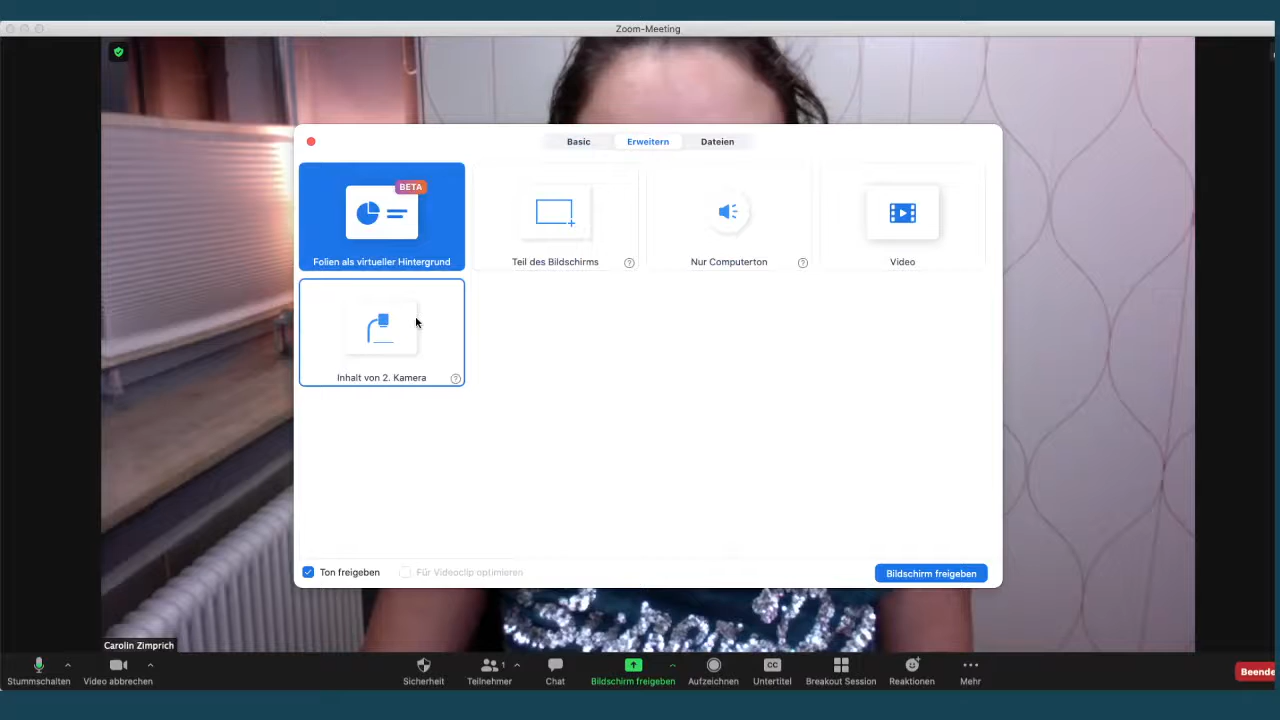 Zoom-Meeting
Basic
Erweitern
Dateien
BETA
Folien als virtueller Hintergrund
Teil des Bildschirms
?
Nur Computerton
?
Video
Inhalt von 2. Kamera
?
Ton freigeben
Für Videoclip optimieren
Bildschirm freigeben
Carolin Zimprich
Stummschalten
Video abbrechen
Sicherheit
1
Teilnehmer
Chat
Bildschirm freigeben
Aufzeichnen
CC
Untertitel
Breakout Session
Reaktionen
Mehr
Beende